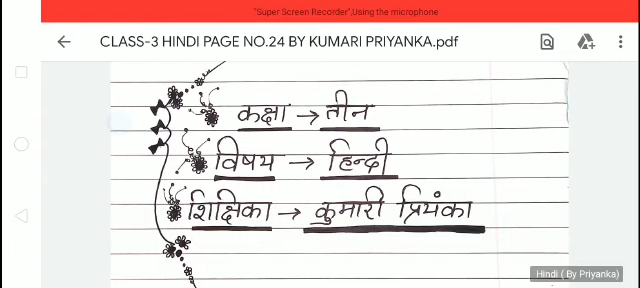 "Super Screen Recorder",Using the microphone
CLASS-3 HINDI PAGE NO.24 BY KUMARI PRIYANKA.pdf
कक्षा → तीन
विषय → हिन्दी
शिक्षिका → कुमारी प्रियंका
Hindi ( By Priyanka)